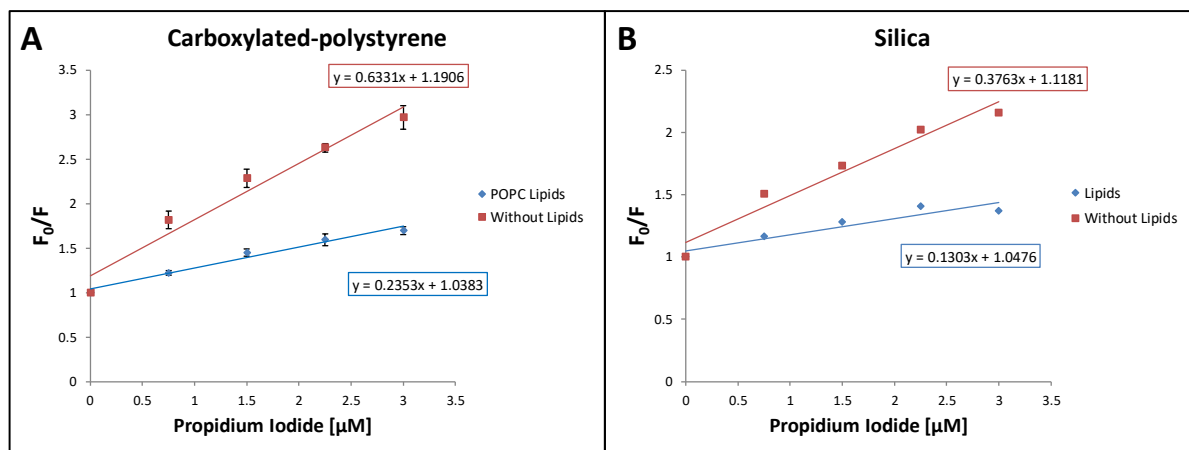 A
Carboxylated-polystyrene
3.5
3
2.5
2
1.5
1
0.5
0
F0/F
y = 0.6331x + 1.1906
y = 0.2353x + 1.0383
POPC Lipids
Without Lipids
0 0.5 1 1.5 2 2.5 3 3.5
Propidium Iodide [µM]
B
Silica
2.5
2
1.5
1
0.5
0
F0/F
y = 0.3763x + 1.1181
y = 0.1303x + 1.0476
Lipids
Without Lipids
0 0.5 1 1.5 2 2.5 3 3.5
Propidium Iodide [µM]